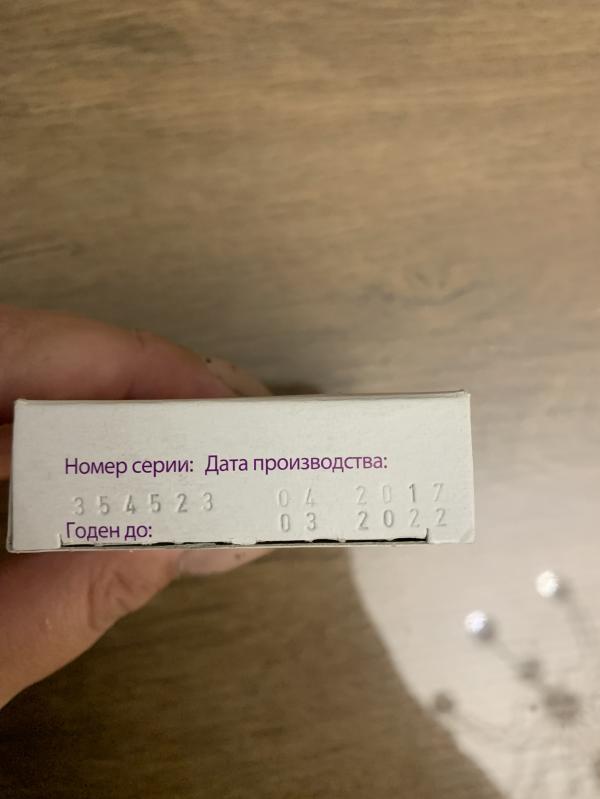 Номер серии: Дата производства:
354523 04 2017
Годен до: 03 2022